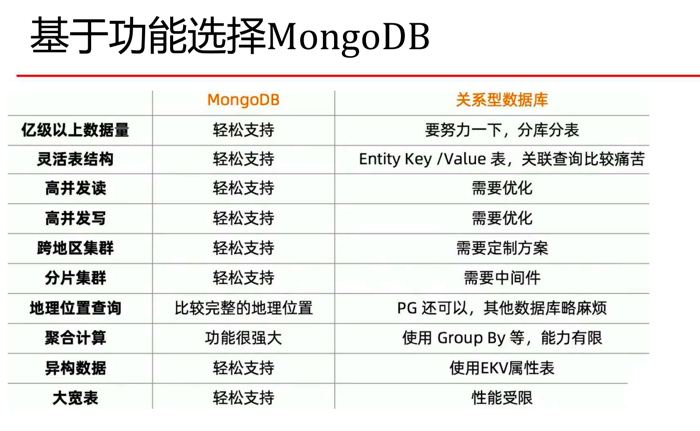 基于功能选择MongoDB
MongoDB 关系型数据库
亿级以上数据量 轻松支持 要努力一下，分库分表
灵活表结构 轻松支持 Entity Key /Value 表，关联查询比较痛苦
高并发读 轻松支持 需要优化
高并发写 轻松支持 需要优化
跨地区集群 轻松支持 需要定制方案
分片集群 轻松支持 需要中间件
地理位置查询 比较完整的地理位置 PG 还可以，其他数据库略麻烦
聚合计算 功能很强大 使用 Group By 等，能力有限
异构数据 轻松支持 使用EKV属性表
大宽表 轻松支持 性能受限